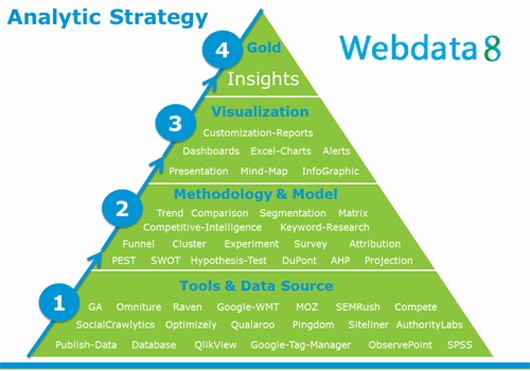 Analytic Strategy
Webdata8
4
Gold
Insights
3
Visualization
Customization-Reports
Dashboards Excel-Charts Alerts
Presentation Mind-Map InfoGraphic
2
Methodology & Model
Trend Comparison Segmentation Matrix
Competitive-Intelligence Keyword-Research
Funnel Cluster Experiment Survey Attribution
PEST SWOT Hypothesis-Test DuPont AHP Projection
1
Tools & Data Source
GA Omniture Raven Google-WMT MOZ SEMRush Compete
SocialCrawlytics Optimizely Qualaroo Pingdom Siteliner AuthorityLabs
Publish-Data Database QlikView Google-Tag-Manager ObservePoint SPSS